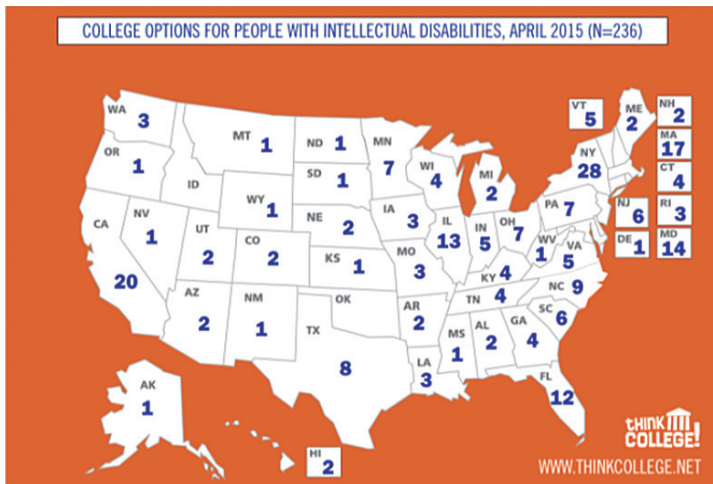 COLLEGE OPTIONS FOR PEOPLE WITH INTELLECTUAL DISABILITIES, APRIL 2015 (N=236)
WA 3
OR 1
ID
MT 1
ND 1
SD 1
WY 1
NE 2
MN 7
WI 4
MI 2
IA 3
IL 13
IN 5
OH 7
PA 7
NY 28
VT 5
ME 2
NH 2
MA 17
CT 4
RI 3
NJ 6
DE 1
MD 14
CA 20
NV 1
UT 2
CO 2
KS 1
MO 3
KY 4
WV 1
VA 5
AZ 2
NM 1
OK
TX 8
AR 2
TN 4
NC 9
SC 6
MS 1
AL 2
GA 4
LA 3
FL 12
AK 1
HI 2
tHINK
COLLEGE!
WWW.THINKCOLLEGE.NET